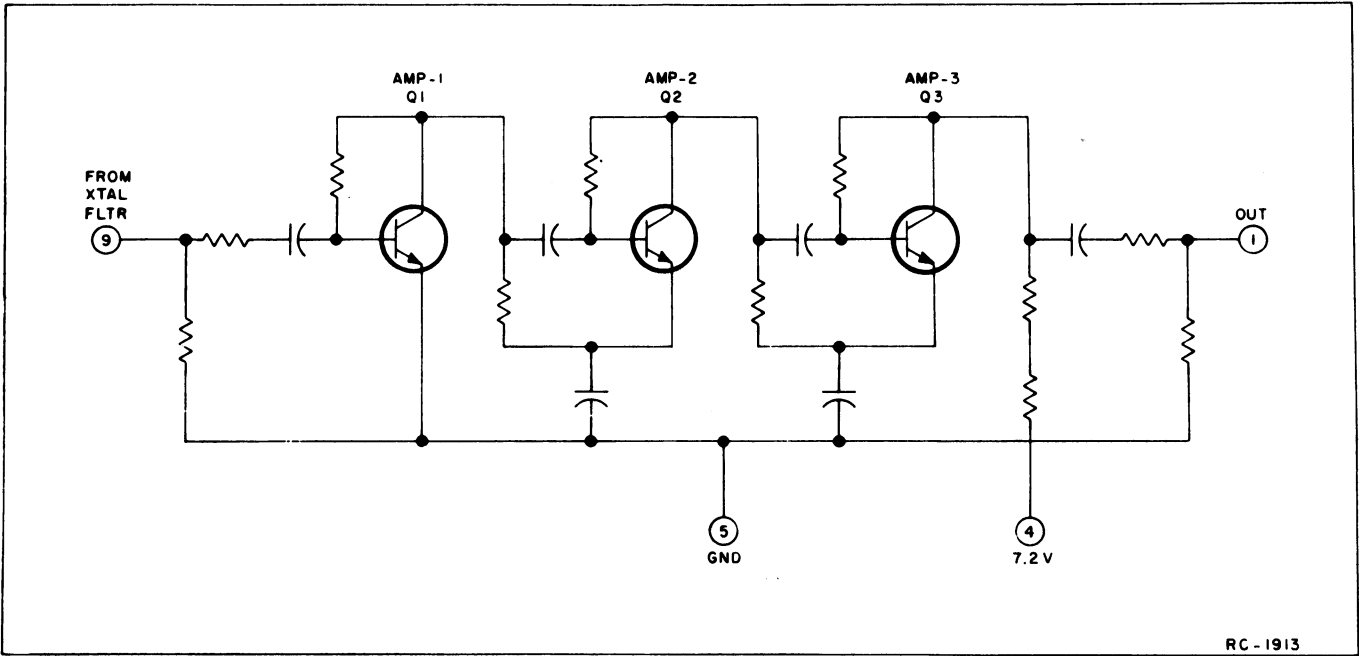 AMP-1
Q1
AMP-2
Q2
AMP-3
Q3
FROM
XTAL
FLTR
9
OUT
1
5
GND
4
7.2 V
RC-1913